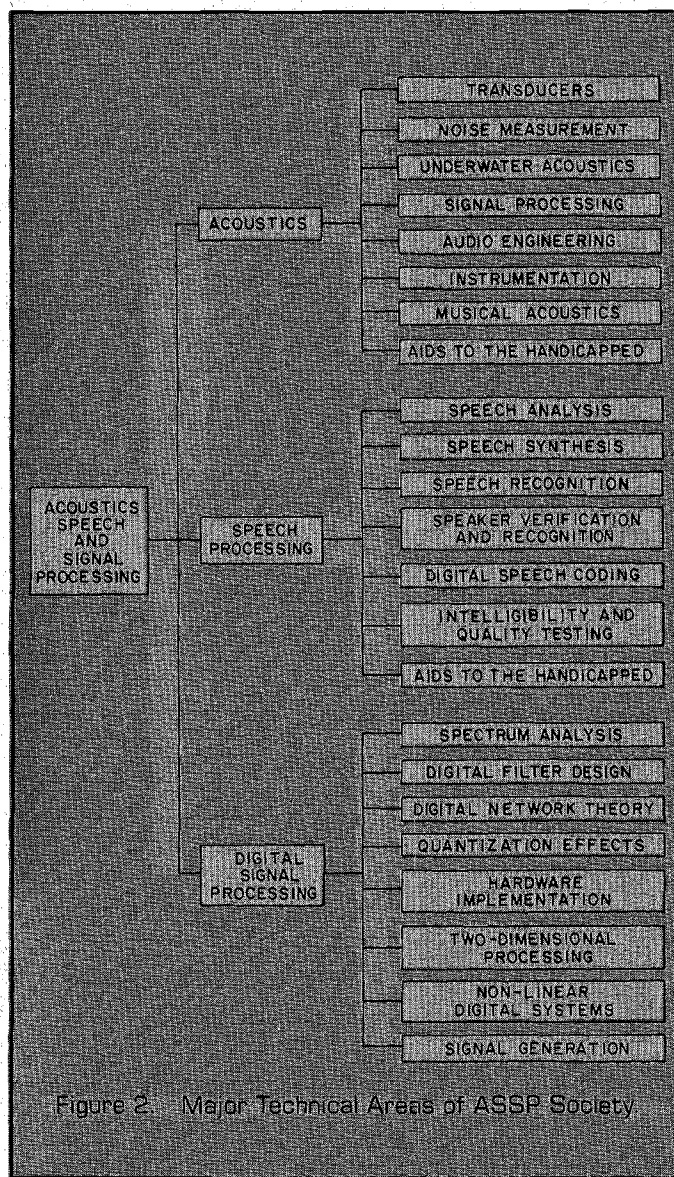 TRANSDUCERS
NOISE MEASUREMENT
UNDERWATER ACOUSTICS
SIGNAL PROCESSING
ACOUSTICS
AUDIO ENGINEERING
INSTRUMENTATION
MUSICAL ACOUSTICS
AIDS TO THE HANDICAPPED
SPEECH ANALYSIS
SPEECH SYNTHESIS
SPEECH RECOGNITION
ACOUSTICS
SPEECH
AND
SIGNAL
PROCESSING
SPEECH
PROCESSING
SPEAKER VERIFICATION
AND RECOGNITION
DIGITAL SPEECH CODING
INTELLIGIBILITY AND
QUALITY TESTING
AIDS TO THE HANDICAPPED
SPECTRUM ANALYSIS
DIGITAL FILTER DESIGN
DIGITAL NETWORK THEORY
QUANTIZATION EFFECTS
DIGITAL
SIGNAL
PROCESSING
HARDWARE
IMPLEMENTATION
TWO-DIMENSIONAL
PROCESSING
NON-LINEAR
DIGITAL SYSTEMS
SIGNAL GENERATION
Figure 2. Major Technical Areas of ASSP Society